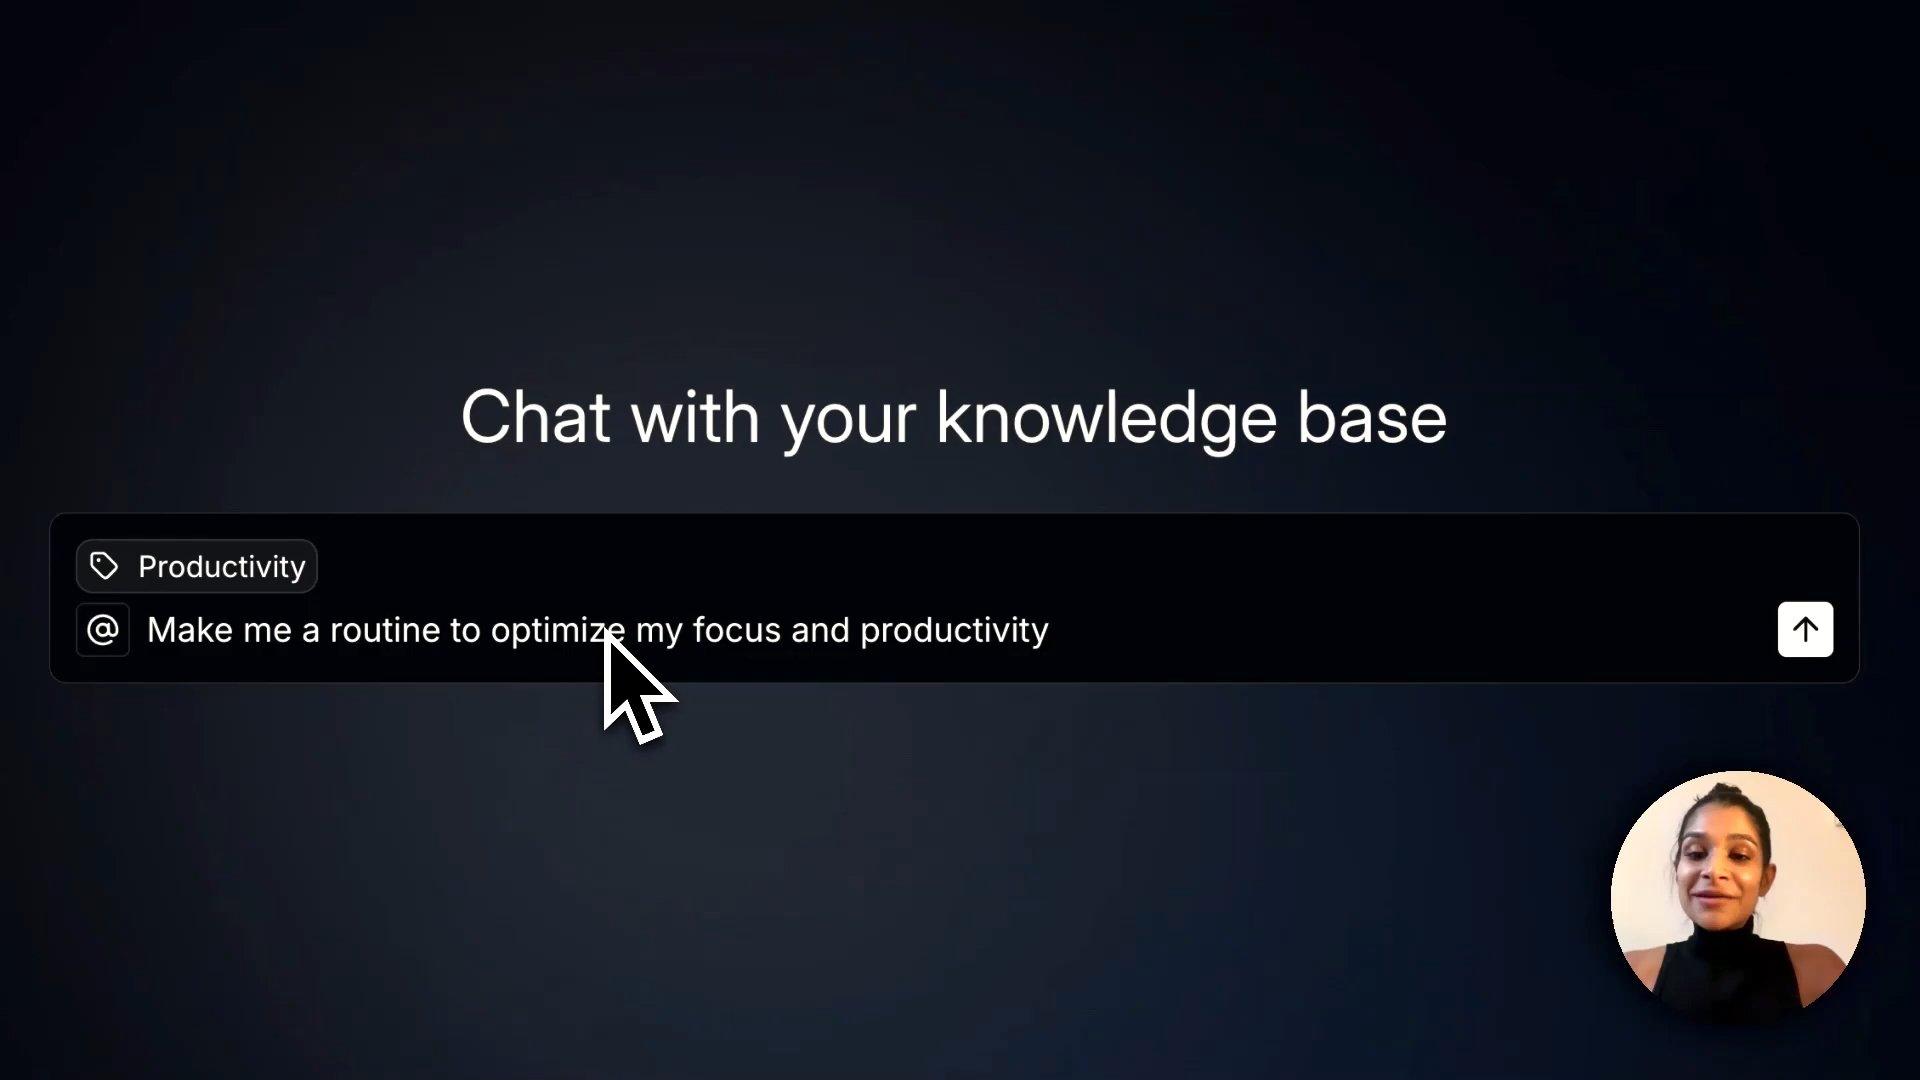 Chat with your knowledge base
Productivity
@ Make me a routine to optimize my focus and productivity